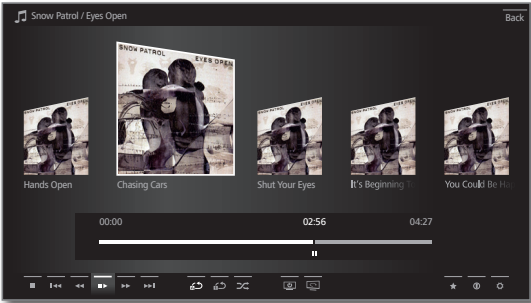 Snow Patrol / Eyes Open
Back
SNOW PATROL
EYES OPEN
Hands Open
Chasing Cars
Shut Your Eyes
It's Beginning
You Could Be
00:00
02:56
04:27